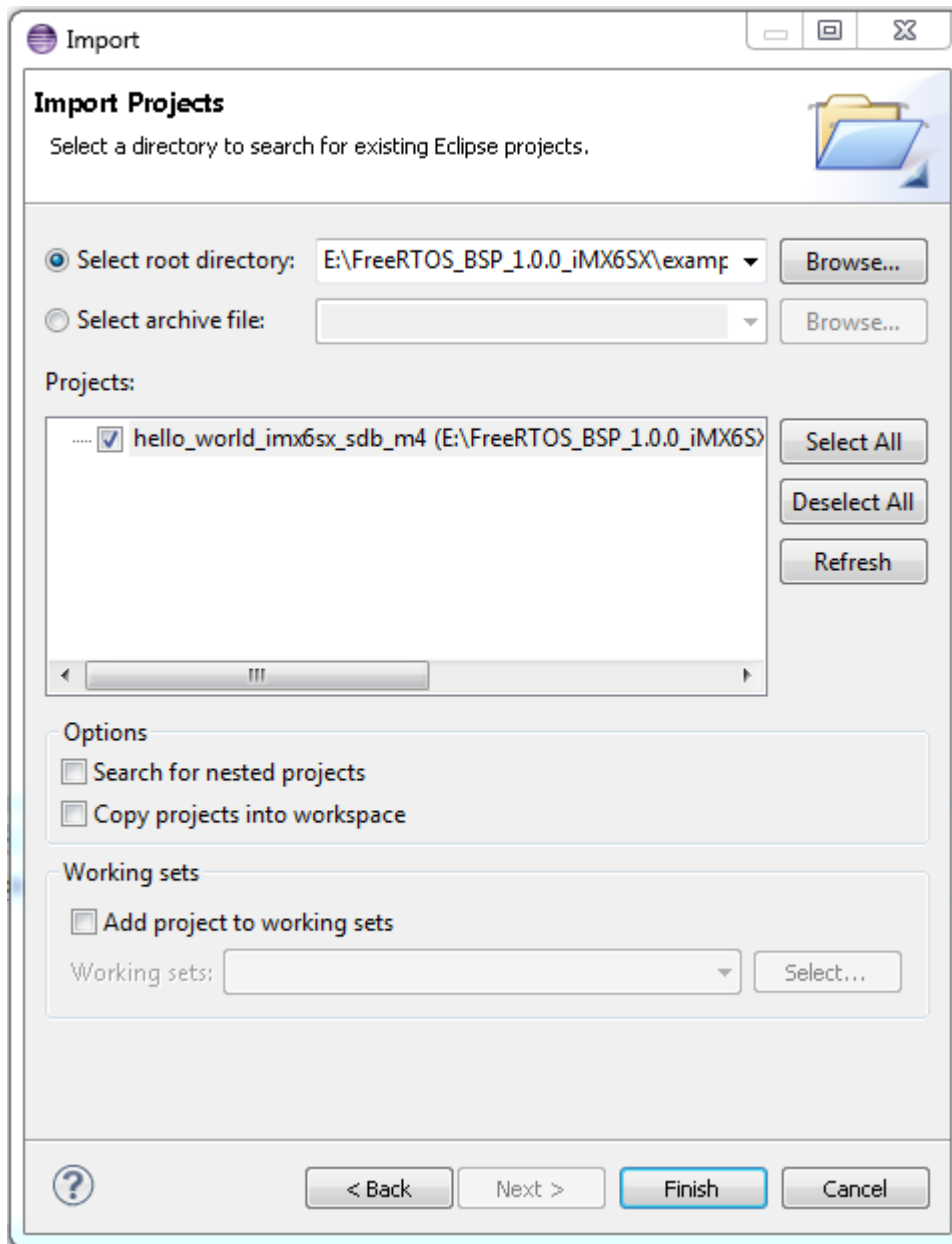 Import
Import Projects
Select a directory to search for existing Eclipse projects.
Select root directory: E:\FreeRTOS_BSP_1.0.0_iMX6SX\examp Browse...
Select archive file: Browse...
Projects:
hello_world_imx6sx_sdb_m4 (E:\FreeRTOS_BSP_1.0.0_iMX6SX
Select All
Deselect All
Refresh
Options
Search for nested projects
Copy projects into workspace
Working sets
Add project to working sets
Working sets: Select...
? < Back Next > Finish Cancel